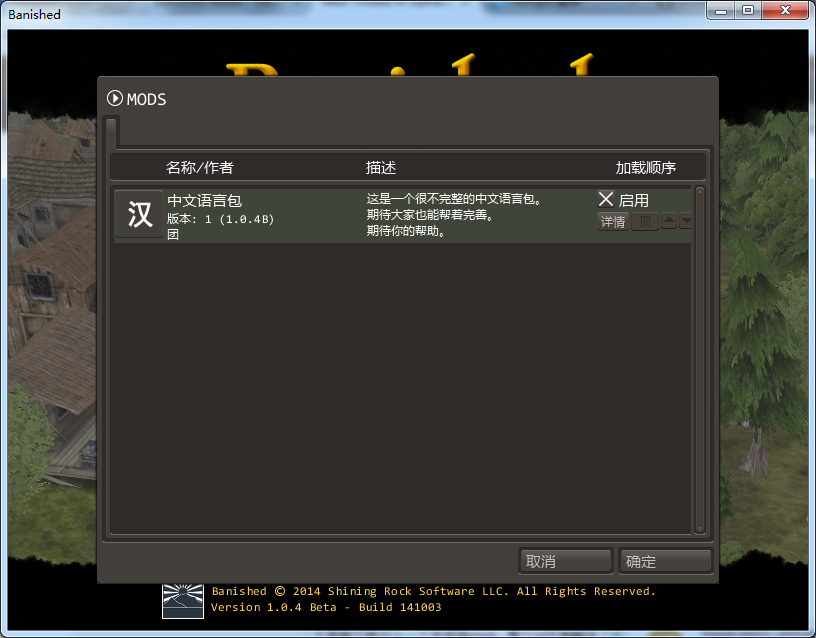 Banished
MODS
名称/作者
描述
加载顺序
汉
中文语言包
版本: 1 (1.0.4B)
团
这是一个很不完整的中文语言包。
期待大家也能帮着完善。
期待你的帮助。
启用
详情
顶
取消
确定
Banished © 2014 Shining Rock Software LLC. All Rights Reserved.
Version 1.0.4 Beta - Build 141003